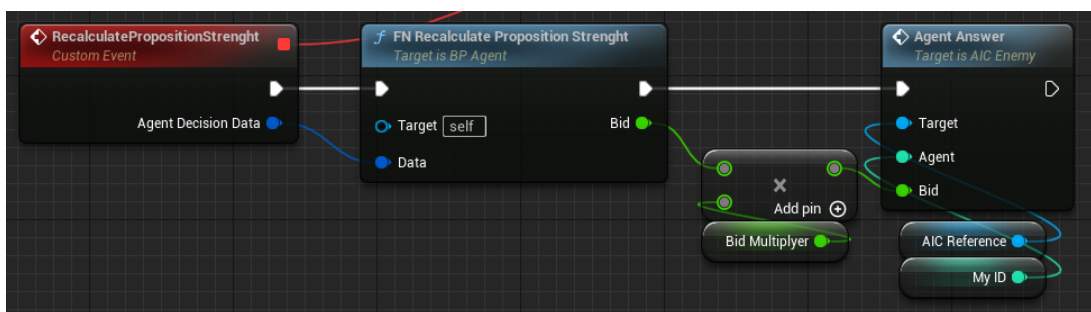 RecalculatePropositionStrenght
Custom Event
Agent Decision Data
f FN Recalculate Proposition Strenght
Target is BP Agent
Target self
Bid
Data
Add pin
Bid Multiplyer
Agent Answer
Target is AIC Enemy
Target
Agent
Bid
AIC Reference
My ID